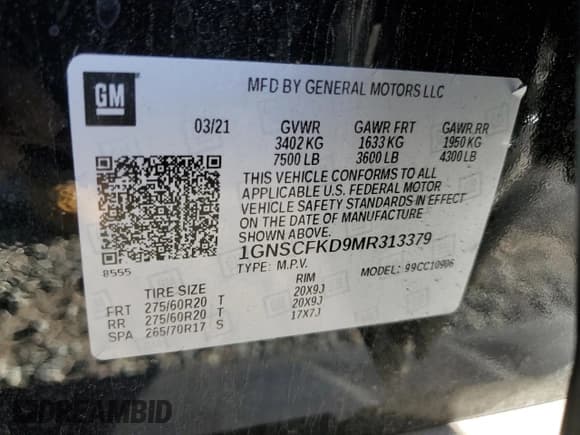 GM
MFD BY GENERAL MOTORS LLC
03/21 GVWR GAWR FRT GAWR RR
3402 KG 1633 KG 1950 KG
7500 LB 3600 LB 4300 LB
THIS VEHICLE CONFORMS TO ALL
APPLICABLE U.S. FEDERAL MOTOR
VEHICLE SAFETY STANDARDS IN EFFECT
ON THE DATE OF MANUFACTURE
SHOWN ABOVE.
8555
1GNSCFKD9MR313379
TYPE: M.P.V. MODEL: 99CC10906
TIRE SIZE RIM
FRT 275/60R20 T 20X9J
RR 275/60R20 T 20X9J
SPA 265/70R17 S 17X7J
DREAMBID